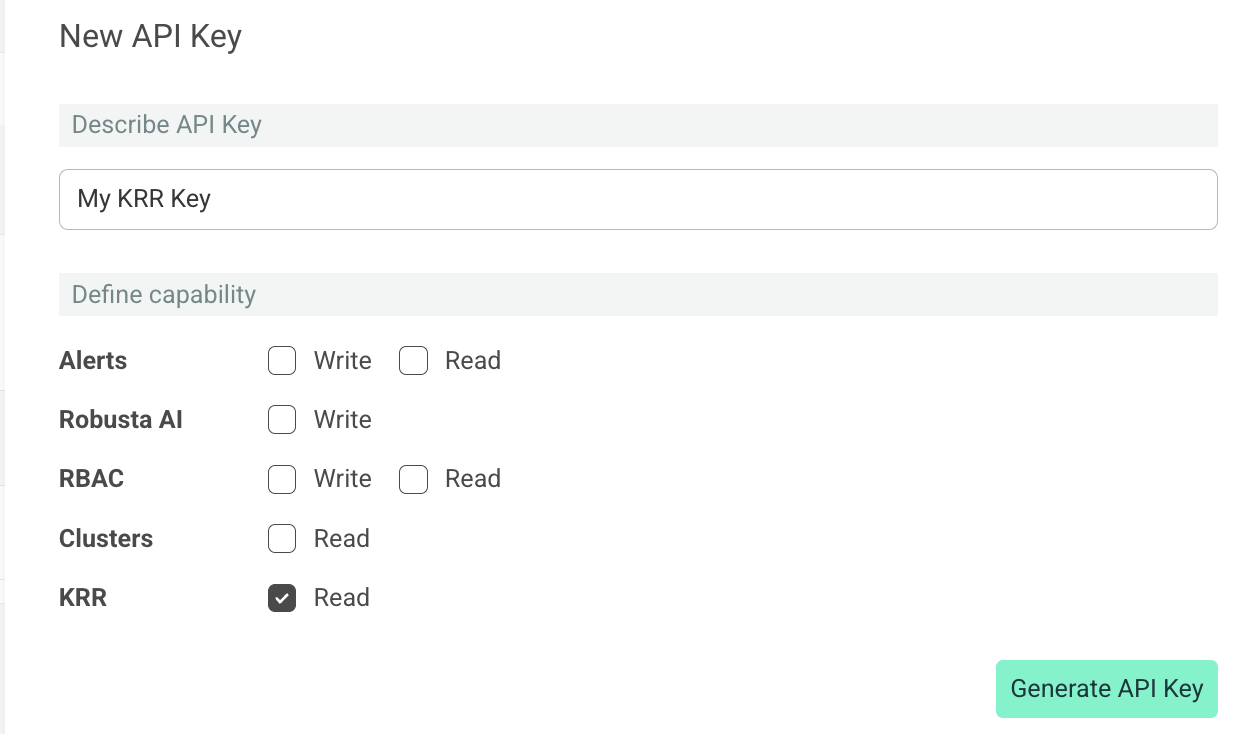 New API Key
Describe API Key
My KRR Key
Define capability
Alerts Write Read
Robusta AI Write
RBAC Write Read
Clusters Read
KRR Read
Generate API Key